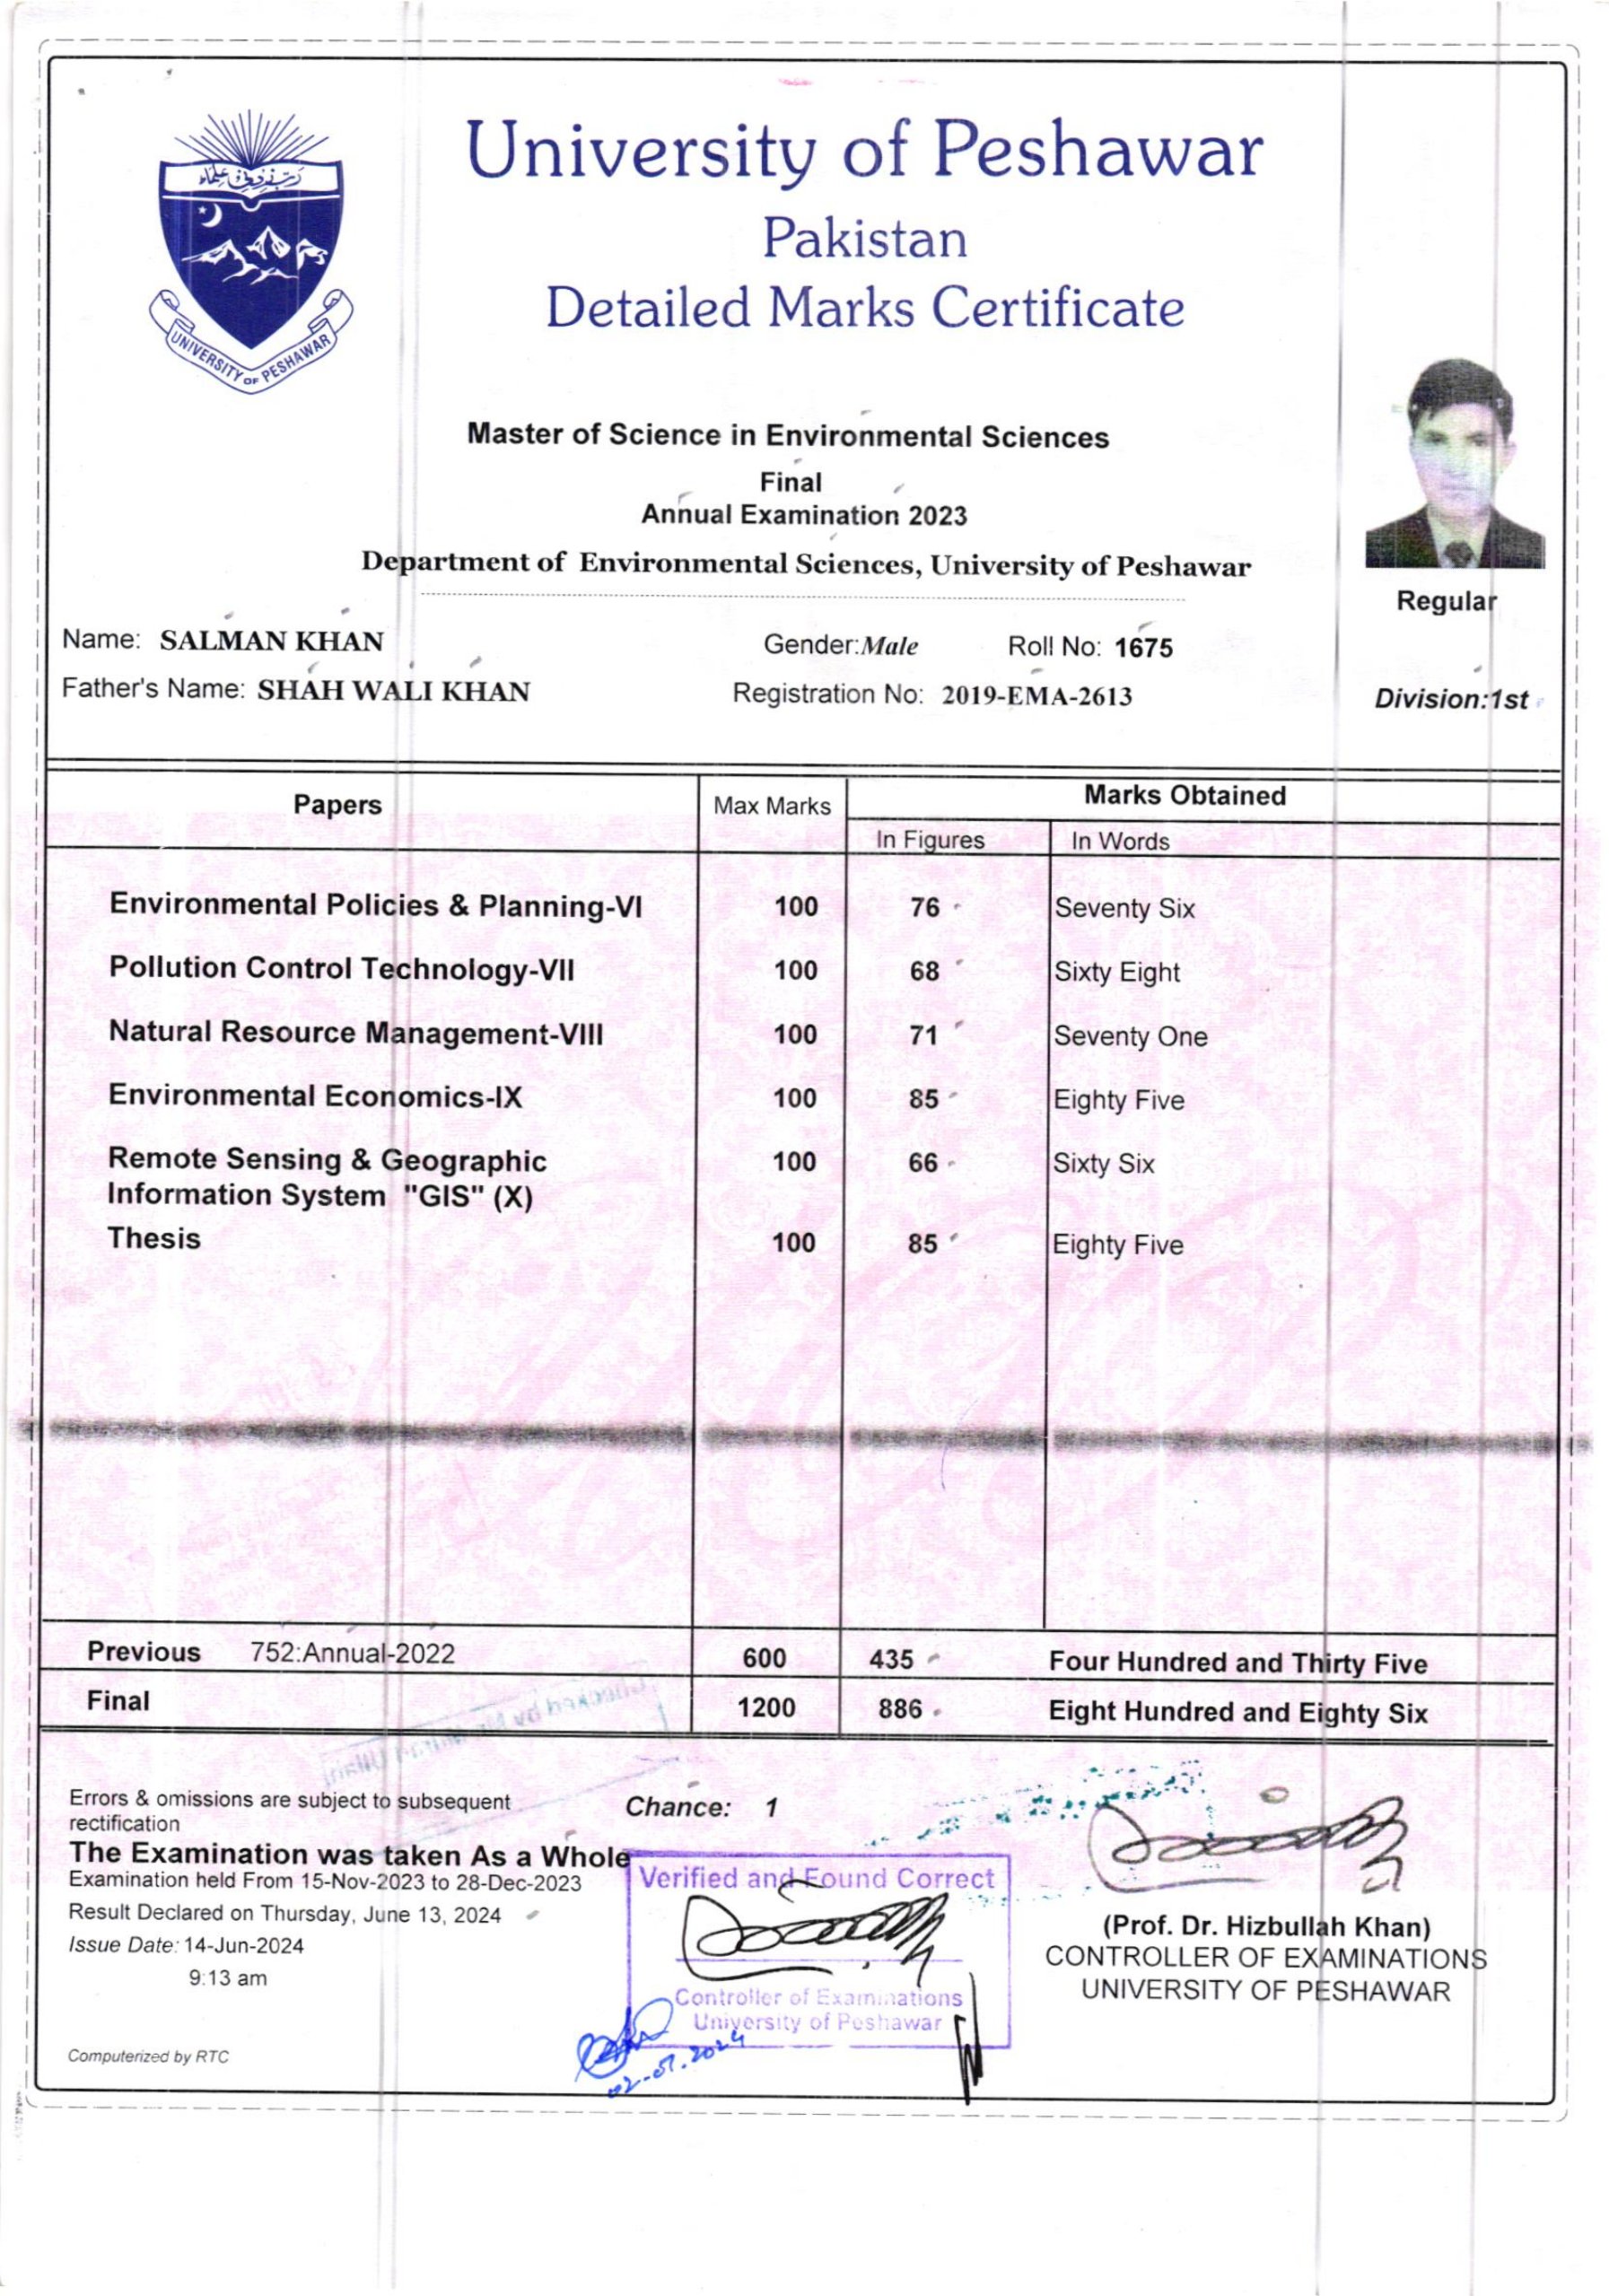 University of Peshawar
Pakistan
Detailed Marks Certificate
رَبِّ زِدْنِي عِلْمًا
UNIVERSITY OF PESHAWAR
Master of Science in Environmental Sciences
Final
Annual Examination 2023
Department of Environmental Sciences, University of Peshawar
Regular
Name: SALMAN KHAN Gender: Male Roll No: 1675
Father's Name: SHAH WALI KHAN Registration No: 2019-EMA-2613 Division:1st
Papers Max Marks Marks Obtained
In Figures In Words
Environmental Policies & Planning-VI 100 76 Seventy Six
Pollution Control Technology-VII 100 68 Sixty Eight
Natural Resource Management-VIII 100 71 Seventy One
Environmental Economics-IX 100 85 Eighty Five
Remote Sensing & Geographic 100 66 Sixty Six
Information System "GIS" (X)
Thesis 100 85 Eighty Five
Previous 752:Annual-2022 600 435 Four Hundred and Thirty Five
Final 1200 886 Eight Hundred and Eighty Six
Errors & omissions are subject to subsequent
rectification
Chance: 1
The Examination was taken As a Whole
Examination held From 15-Nov-2023 to 28-Dec-2023
Result Declared on Thursday, June 13, 2024
Issue Date: 14-Jun-2024
9:13 am
Computerized by RTC
Verified and Found Correct
Controller of Examinations
University of Peshawar
(Prof. Dr. Hizbullah Khan)
CONTROLLER OF EXAMINATIONS
UNIVERSITY OF PESHAWAR